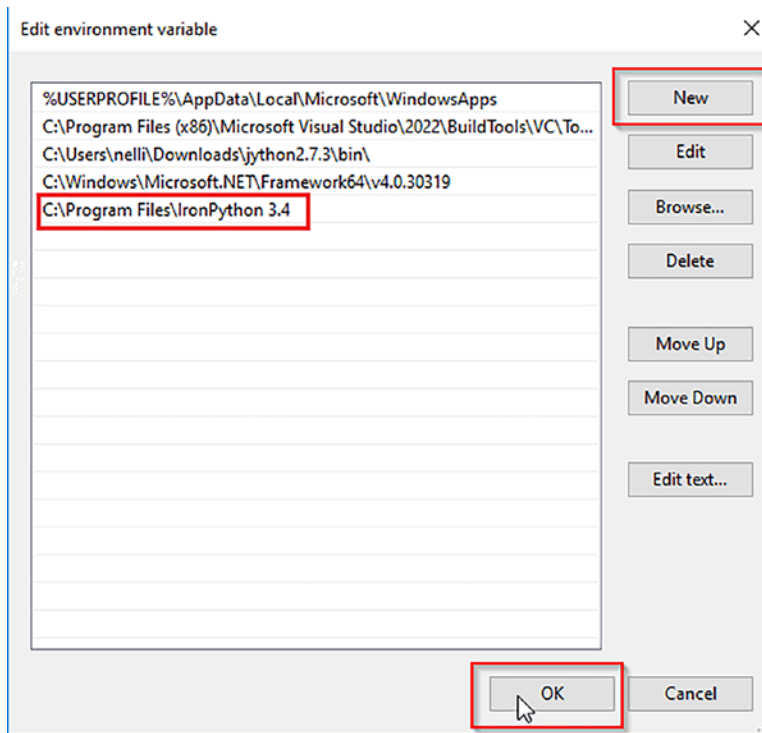 Edit environment variable
%USERPROFILE%\AppData\Local\Microsoft\WindowsApps
C:\Program Files (x86)\Microsoft Visual Studio\2022\BuildTools\VC\To...
C:\Users\nelli\Downloads\jython2.7.3\bin\
C:\Windows\Microsoft.NET\Framework64\v4.0.30319
C:\Program Files\IronPython 3.4
New
Edit
Browse...
Delete
Move Up
Move Down
Edit text...
OK
Cancel